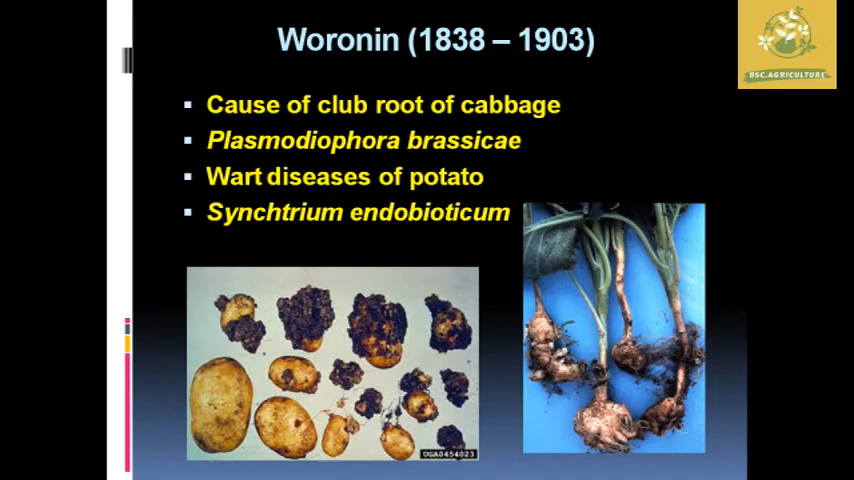 Woronin (1838 – 1903)
BSC.AGRICULTURE
Cause of club root of cabbage
Plasmodiophora brassicae
Wart diseases of potato
Synchtrium endobioticum
UGA0454023